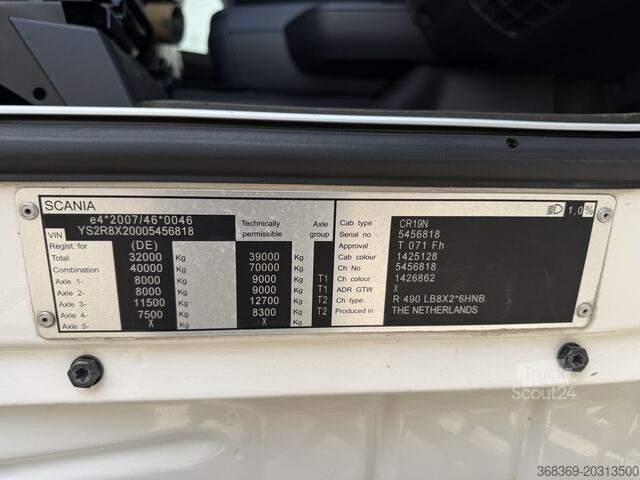 SCANIA
e4*2007/46*0046
VIN YS2R8X20005456818
Regist. for (DE) Technically permissible Axle group
Total 32000 Kg 39000 Kg
Combination 40000 Kg 70000 Kg
Axle 1- 8000 Kg 9000 Kg T1
Axle 2- 8000 Kg 9000 Kg T1
Axle 3- 11500 Kg 12700 Kg T2
Axle 4- 7500 Kg 8300 Kg T2
Axle 5- X Kg X Kg
1,0%
Cab type CR19N
Serial no 5456818
Approval T 071 Fh
Cab colour 1425128
Ch No 5456818
Ch colour 1426862
ADR GTW X
Ch type R 490 LB8X2*6HNB
Produced in THE NETHERLANDS
Truck
Scout24
368369-20313500